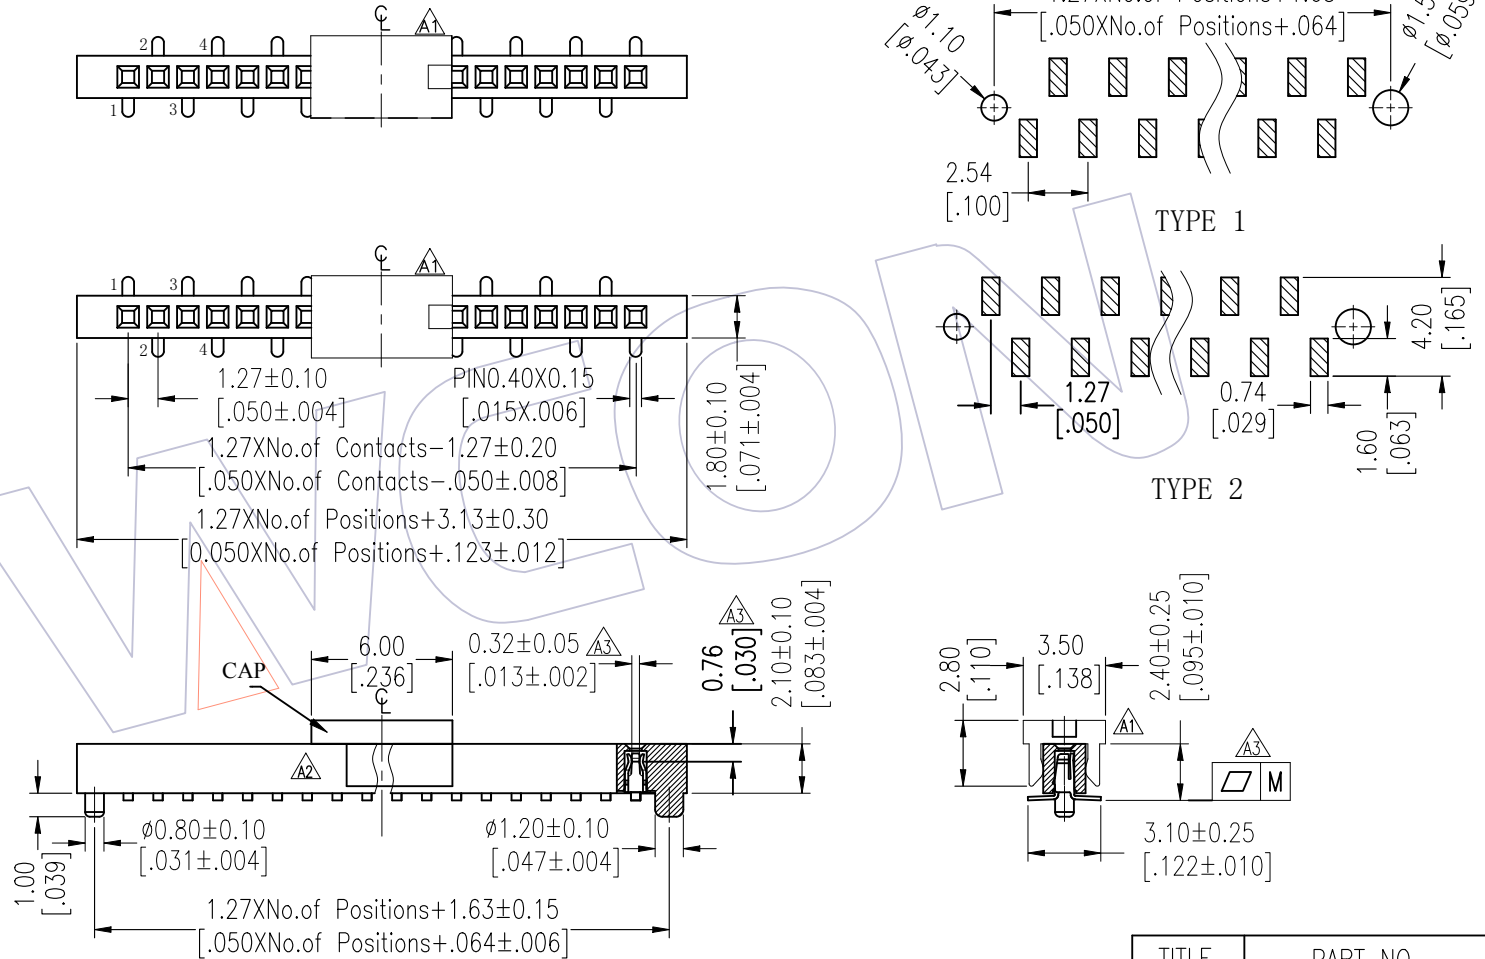 ℄
A1
2
4
1
3
ø1.10
[ø.043]
[.050XNo.of Positions+.064]
2.54
[.100]
TYPE 1
℄
A1
1
3
2
4
1.27±0.10
[.050±.004]
PIN0.40X0.15
[.015X.006]
1.27XNo.of Contacts-1.27±0.20
[.050XNo.of Contacts-.050±.008]
1.27XNo.of Positions+3.13±0.30
[0.050XNo.of Positions+.123±.012]
1.80±0.10
[.071±.004]
4.20
[.165]
1.27
[.050]
0.74
[.029]
1.60
[.063]
TYPE 2
WCON
CAP
6.00
[.236]
℄
0.32±0.05
A3
[.013±.002]
A3
0.76
[.030]
2.10±0.10
[.083±.004]
A2
1.00
[.039]
ø0.80±0.10
[.031±.004]
ø1.20±0.10
[.047±.004]
1.27XNo.of Positions+1.63±0.15
[.050XNo.of Positions+.064±.006]
2.80
[.110]
3.50
[.138]
2.40±0.25
[.095±.010]
A1
A3
M
3.10±0.25
[.122±.010]
TITLE
PART NO